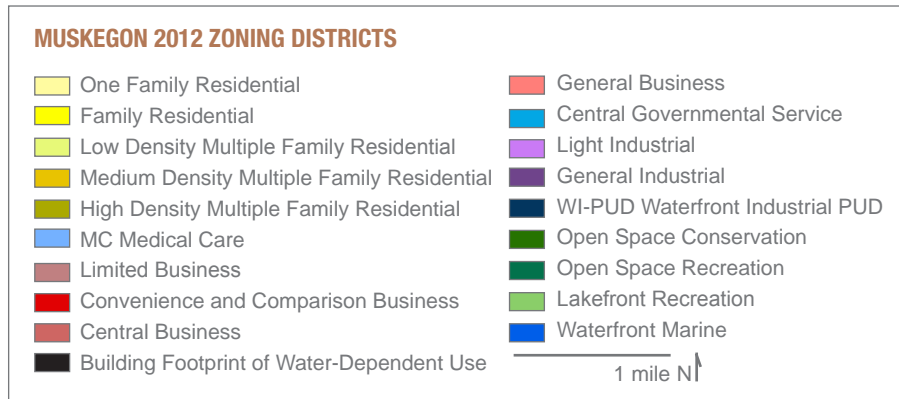 MUSKEGON 2012 ZONING DISTRICTS
One Family Residential
Family Residential
Low Density Multiple Family Residential
Medium Density Multiple Family Residential
High Density Multiple Family Residential
MC Medical Care
Limited Business
Convenience and Comparison Business
Central Business
Building Footprint of Water-Dependent Use
General Business
Central Governmental Service
Light Industrial
General Industrial
WI-PUD Waterfront Industrial PUD
Open Space Conservation
Open Space Recreation
Lakefront Recreation
Waterfront Marine
1 mile N